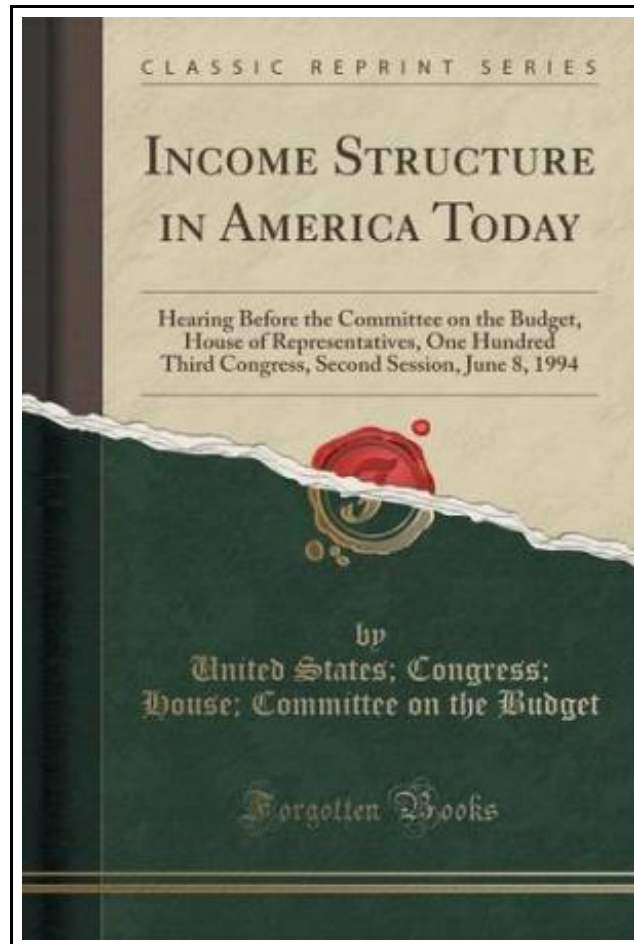 CLASSIC REPRINT SERIES
INCOME STRUCTURE
IN AMERICA TODAY
Hearing Before the Committee on the Budget,
House of Representatives, One Hundred
Third Congress, Second Session, June 8, 1994
by
United States; Congress;
House; Committee on the Budget
Forgotten Books